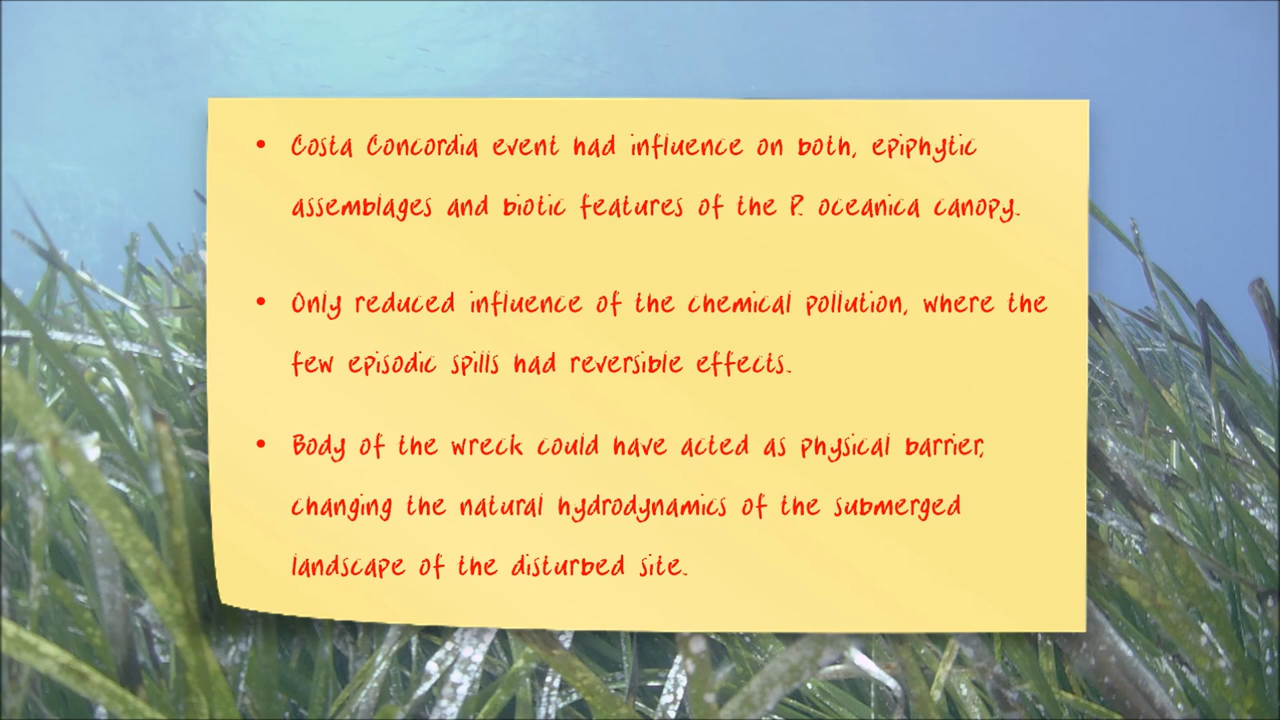 • Costa Concordia event had influence on both, epiphytic
assemblages and biotic features of the P. oceanica canopy.
• Only reduced influence of the chemical pollution, where the
few episodic spills had reversible effects.
• Body of the wreck could have acted as physical barrier,
changing the natural hydrodynamics of the submerged
landscape of the disturbed site.